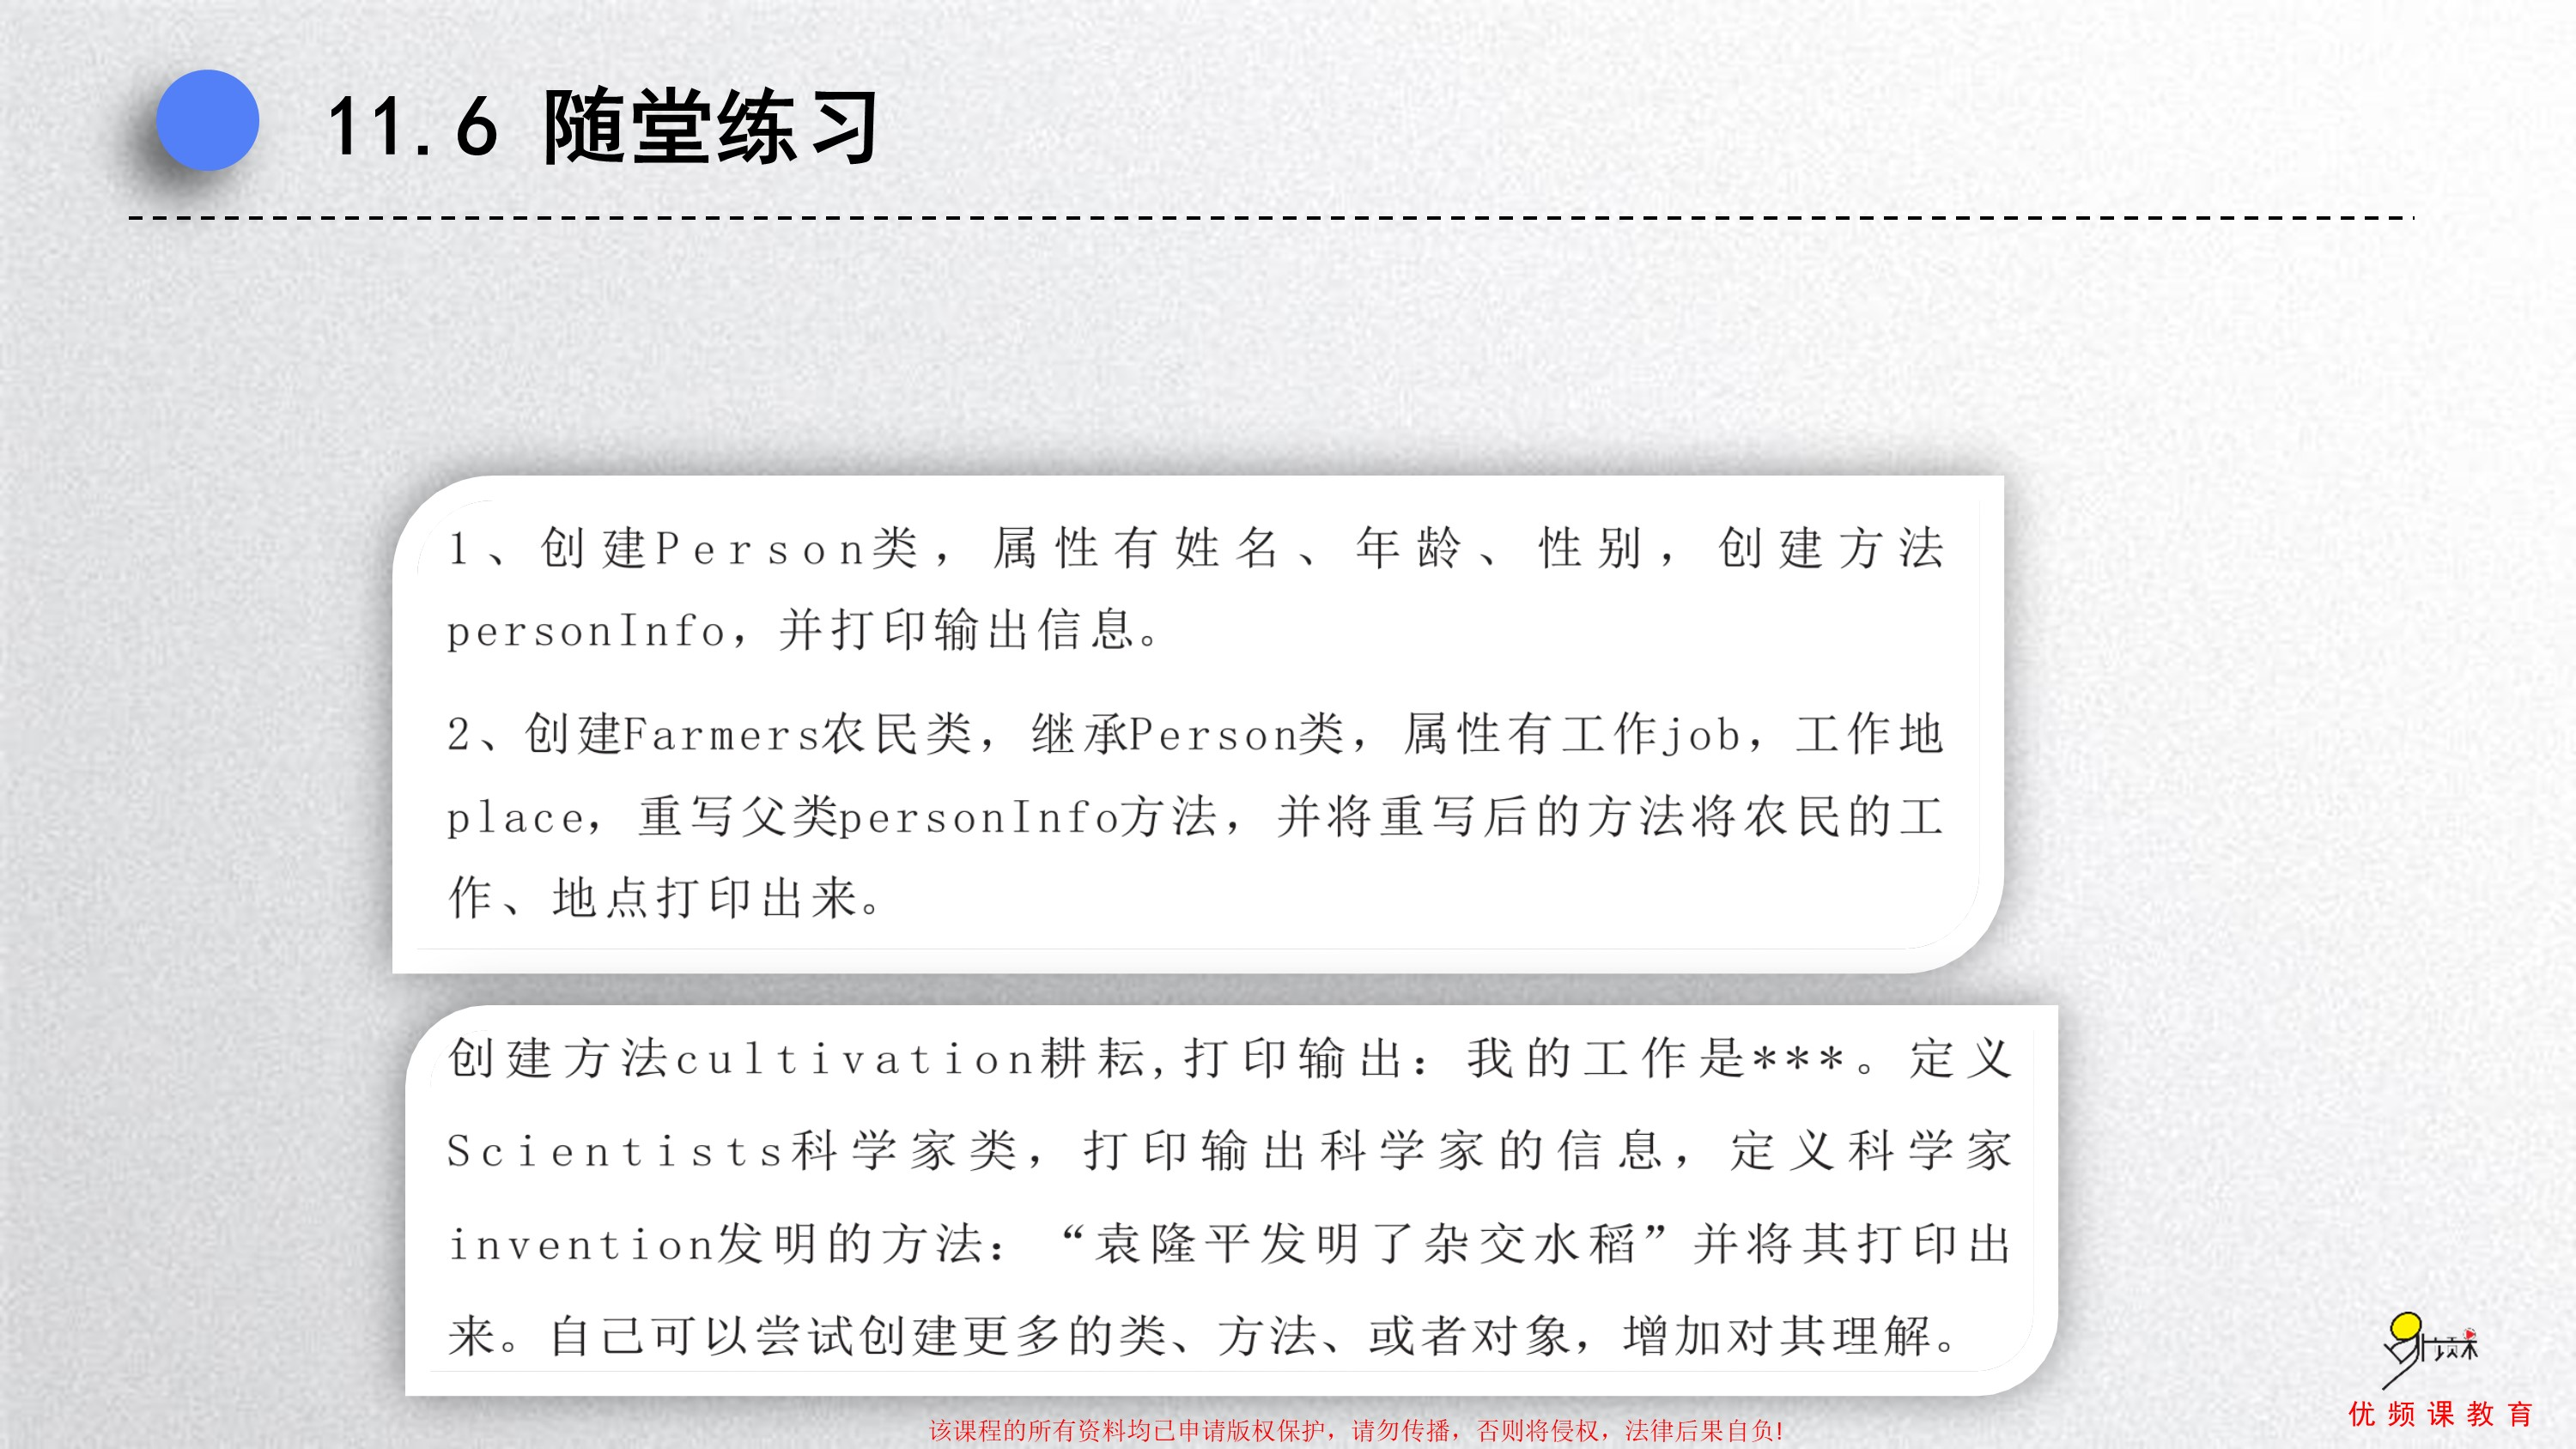 11.6 随堂练习
1、创建Person类，属性有姓名、年龄、性别，创建方法
personInfo，并打印输出信息。
2、创建Farmers农民类，继承Person类，属性有工作job，工作地
place，重写父类personInfo方法，并将重写后的方法将农民的工
作、地点打印出来。
创建方法cultivation耕耘,打印输出：我的工作是***。定义
Scientists科学家类，打印输出科学家的信息，定义科学家
invention发明的方法：“袁隆平发明了杂交水稻”并将其打印出
来。自己可以尝试创建更多的类、方法、或者对象，增加对其理解。
优频课教育
该课程的所有资料均已申请版权保护，请勿传播，否则将侵权，法律后果自负!